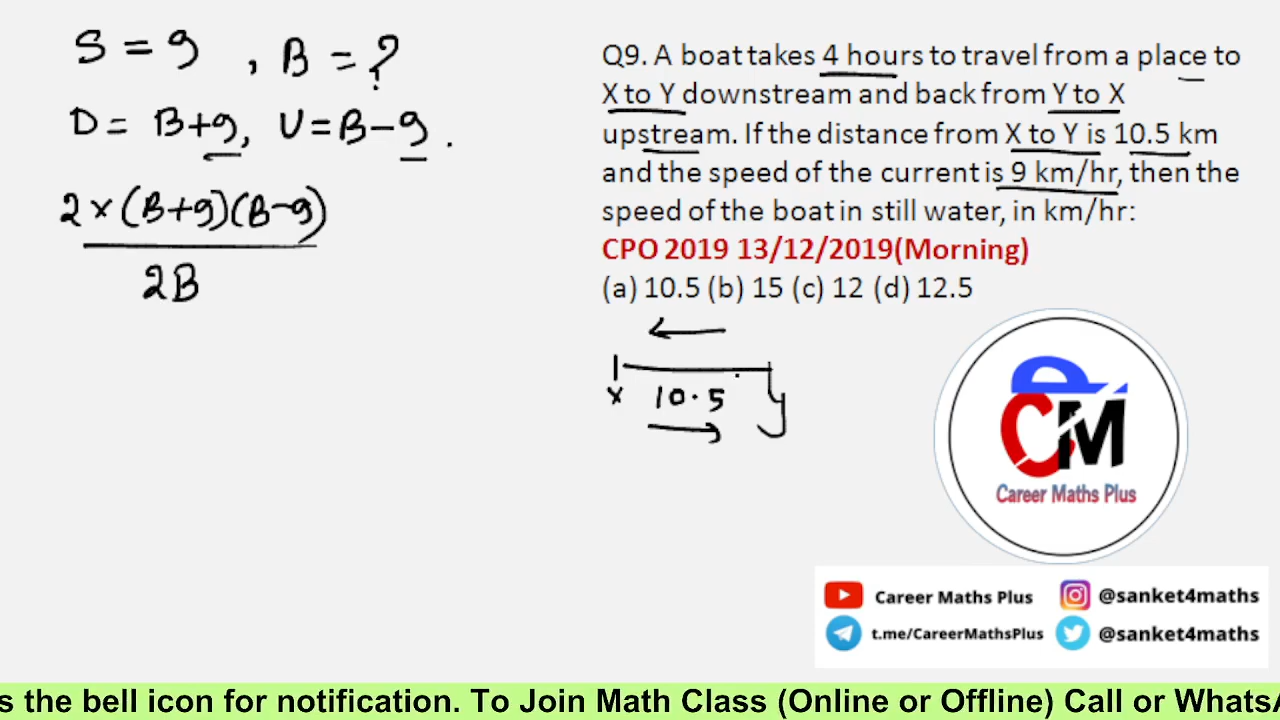 S = 9 , B = ?
D = B+9, U = B-9 .
2 × (B+9)(B-9)
2B
Q9. A boat takes 4 hours to travel from a place to
X to Y downstream and back from Y to X
upstream. If the distance from X to Y is 10.5 km
and the speed of the current is 9 km/hr, then the
speed of the boat in still water, in km/hr:
CPO 2019 13/12/2019(Morning)
(a) 10.5 (b) 15 (c) 12 (d) 12.5
x 10.5 y
e
CM
Career Maths Plus
Career Maths Plus @sanket4maths
t.me/CareerMathsPlus @sanket4maths
s the bell icon for notification. To Join Math Class (Online or Offline) Call or WhatsA